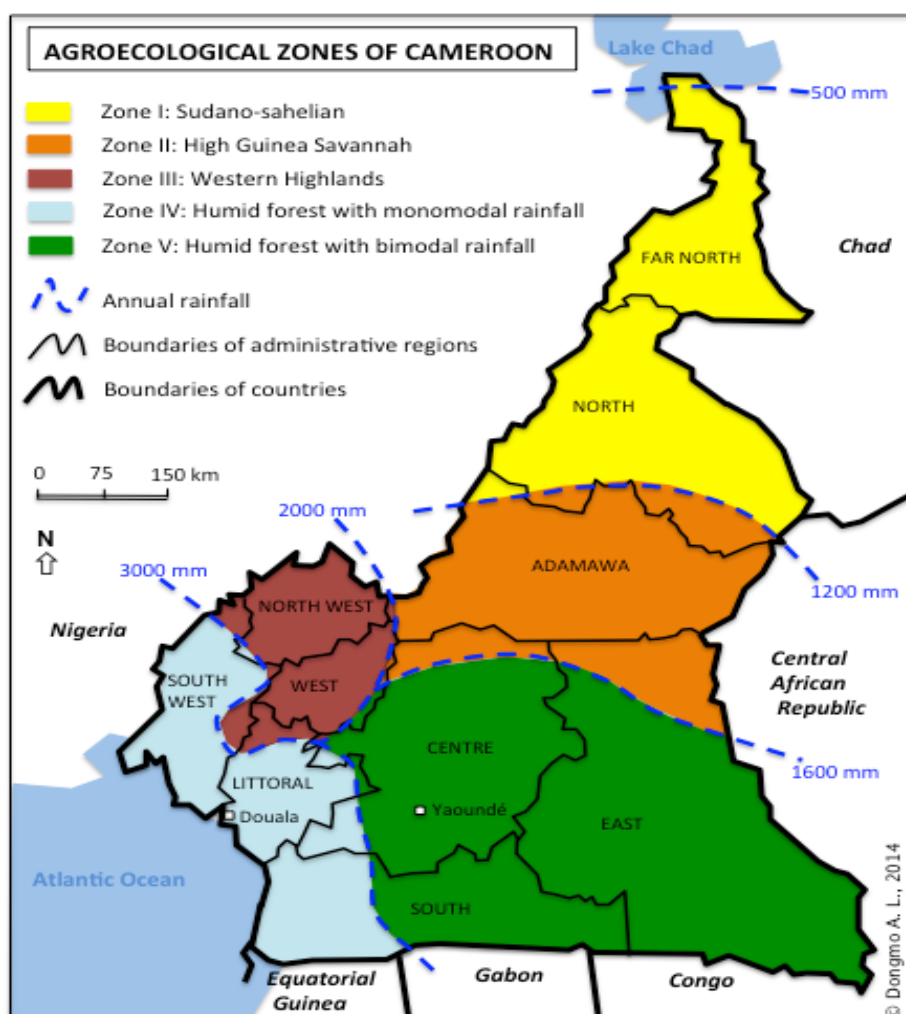 AGROECOLOGICAL ZONES OF CAMEROON
Lake Chad
500 mm
Zone I: Sudano-sahelian
Zone II: High Guinea Savannah
Zone III: Western Highlands
Zone IV: Humid forest with monomodal rainfall
Zone V: Humid forest with bimodal rainfall
Annual rainfall
Boundaries of administrative regions
Boundaries of countries
FAR NORTH
Chad
NORTH
0 75 150 km
2000 mm
N
3000 mm
ADAMAWA
1200 mm
NORTH WEST
Nigeria
Central
African
Republic
SOUTH
WEST
WEST
CENTRE
1600 mm
LITTORAL
Douala
Yaoundé
EAST
Atlantic Ocean
SOUTH
Equatorial
Guinea
Gabon
Congo
© Dongmo A. L., 2014